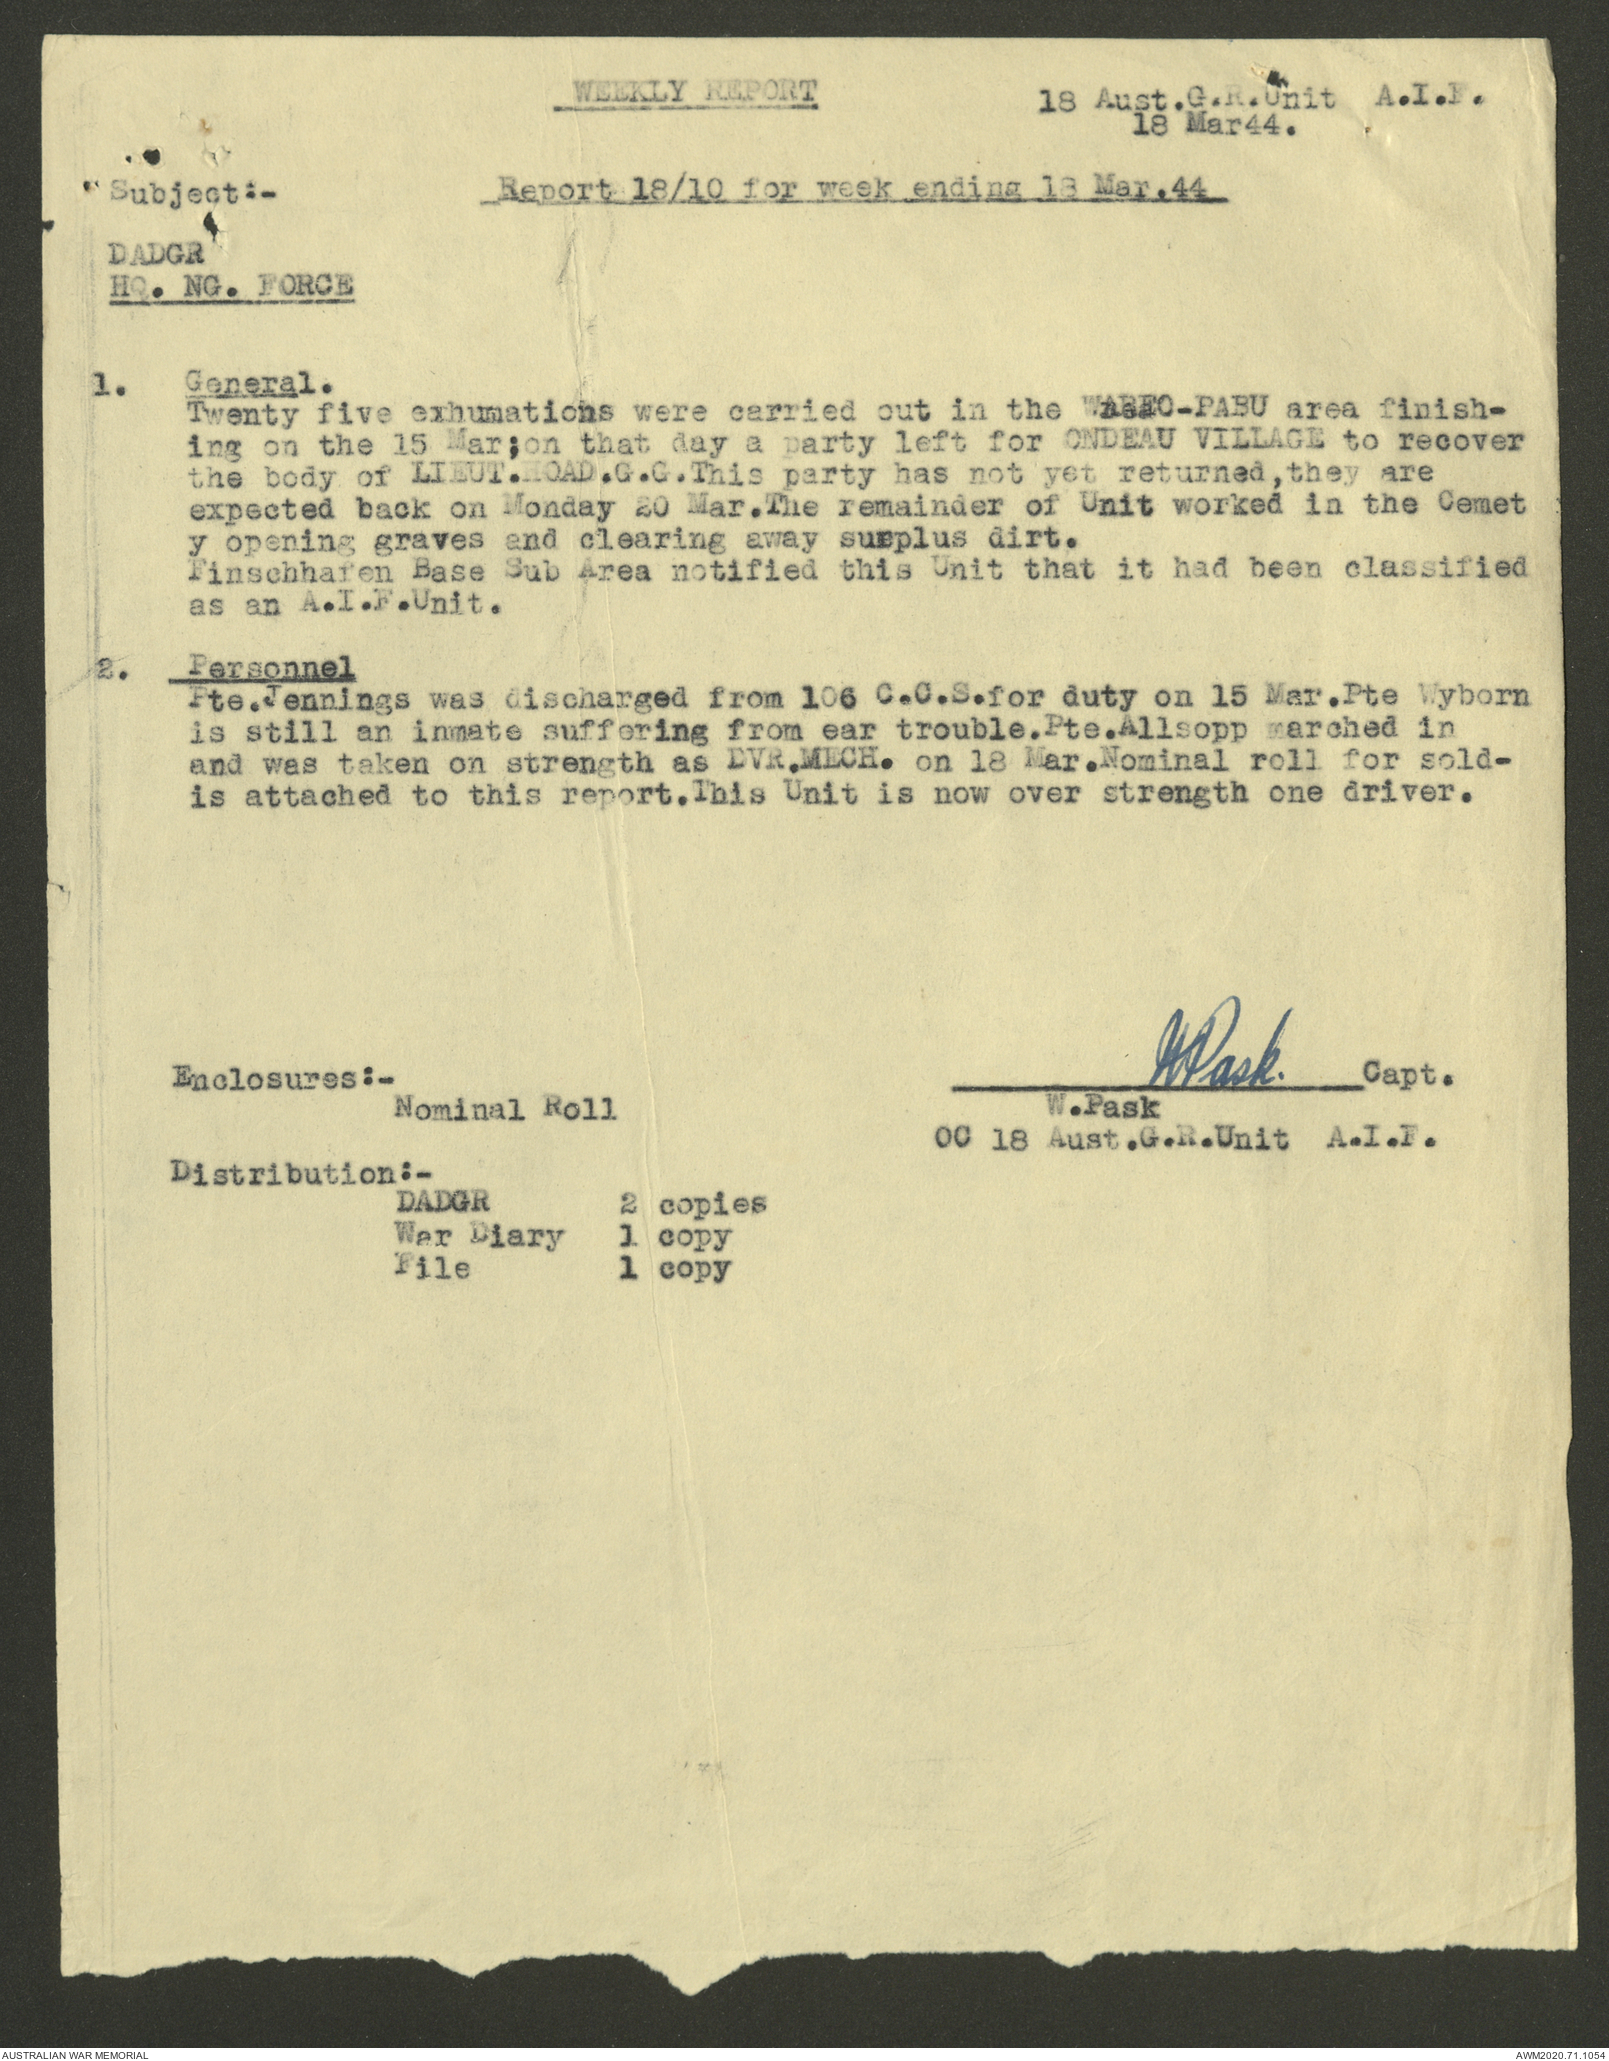 WEEKLY REPORT
18 Aust.G.R.Unit A.I.F.
18 Mar44.
Subject:- Report 18/10 for week ending 18 Mar.44
DADGR
HQ. NG. FORCE
1. General.
Twenty five exhumations were carried out in the WAREO-PABU area finish-
ing on the 15 Mar;on that day a party left for ONDEAU VILLAGE to recover
the body of LIEUT.HOAD.G.G.This party has not yet returned,they are
expected back on Monday 20 Mar.The remainder of Unit worked in the Cemet
y opening graves and clearing away surplus dirt.
Finschhafen Base Sub Area notified this Unit that it had been classified
as an A.I.F.Unit.
2. Personnel
Pte.Jennings was discharged from 106 C.C.S.for duty on 15 Mar.Pte Wyborn
is still an inmate suffering from ear trouble.Pte.Allsopp marched in
and was taken on strength as DVR.MECH. on 18 Mar.Nominal roll for sold-
is attached to this report.This Unit is now over strength one driver.
Enclosures:-
Nominal Roll
WPask. Capt.
W.Pask
OC 18 Aust.G.R.Unit A.I.F.
Distribution:-
DADGR 2 copies
War Diary 1 copy
File 1 copy
AUSTRALIAN WAR MEMORIAL
AWM2020.71.1054